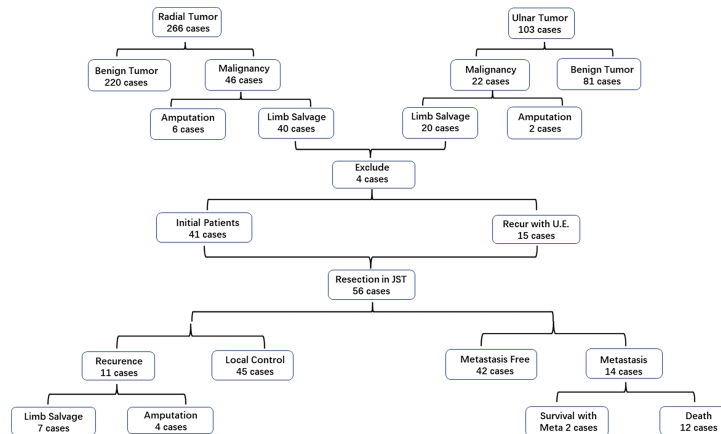 Radial Tumor
266 cases
Ulnar Tumor
103 cases
Benign Tumor
220 cases
Malignancy
46 cases
Malignancy
22 cases
Benign Tumor
81 cases
Amputation
6 cases
Limb Salvage
40 cases
Limb Salvage
20 cases
Amputation
2 cases
Exclude
4 cases
Initial Patients
41 cases
Recur with U.E.
15 cases
Resection in JST
56 cases
Recurence
11 cases
Local Control
45 cases
Metastasis Free
42 cases
Metastasis
14 cases
Limb Salvage
7 cases
Amputation
4 cases
Survival with
Meta 2 cases
Death
12 cases